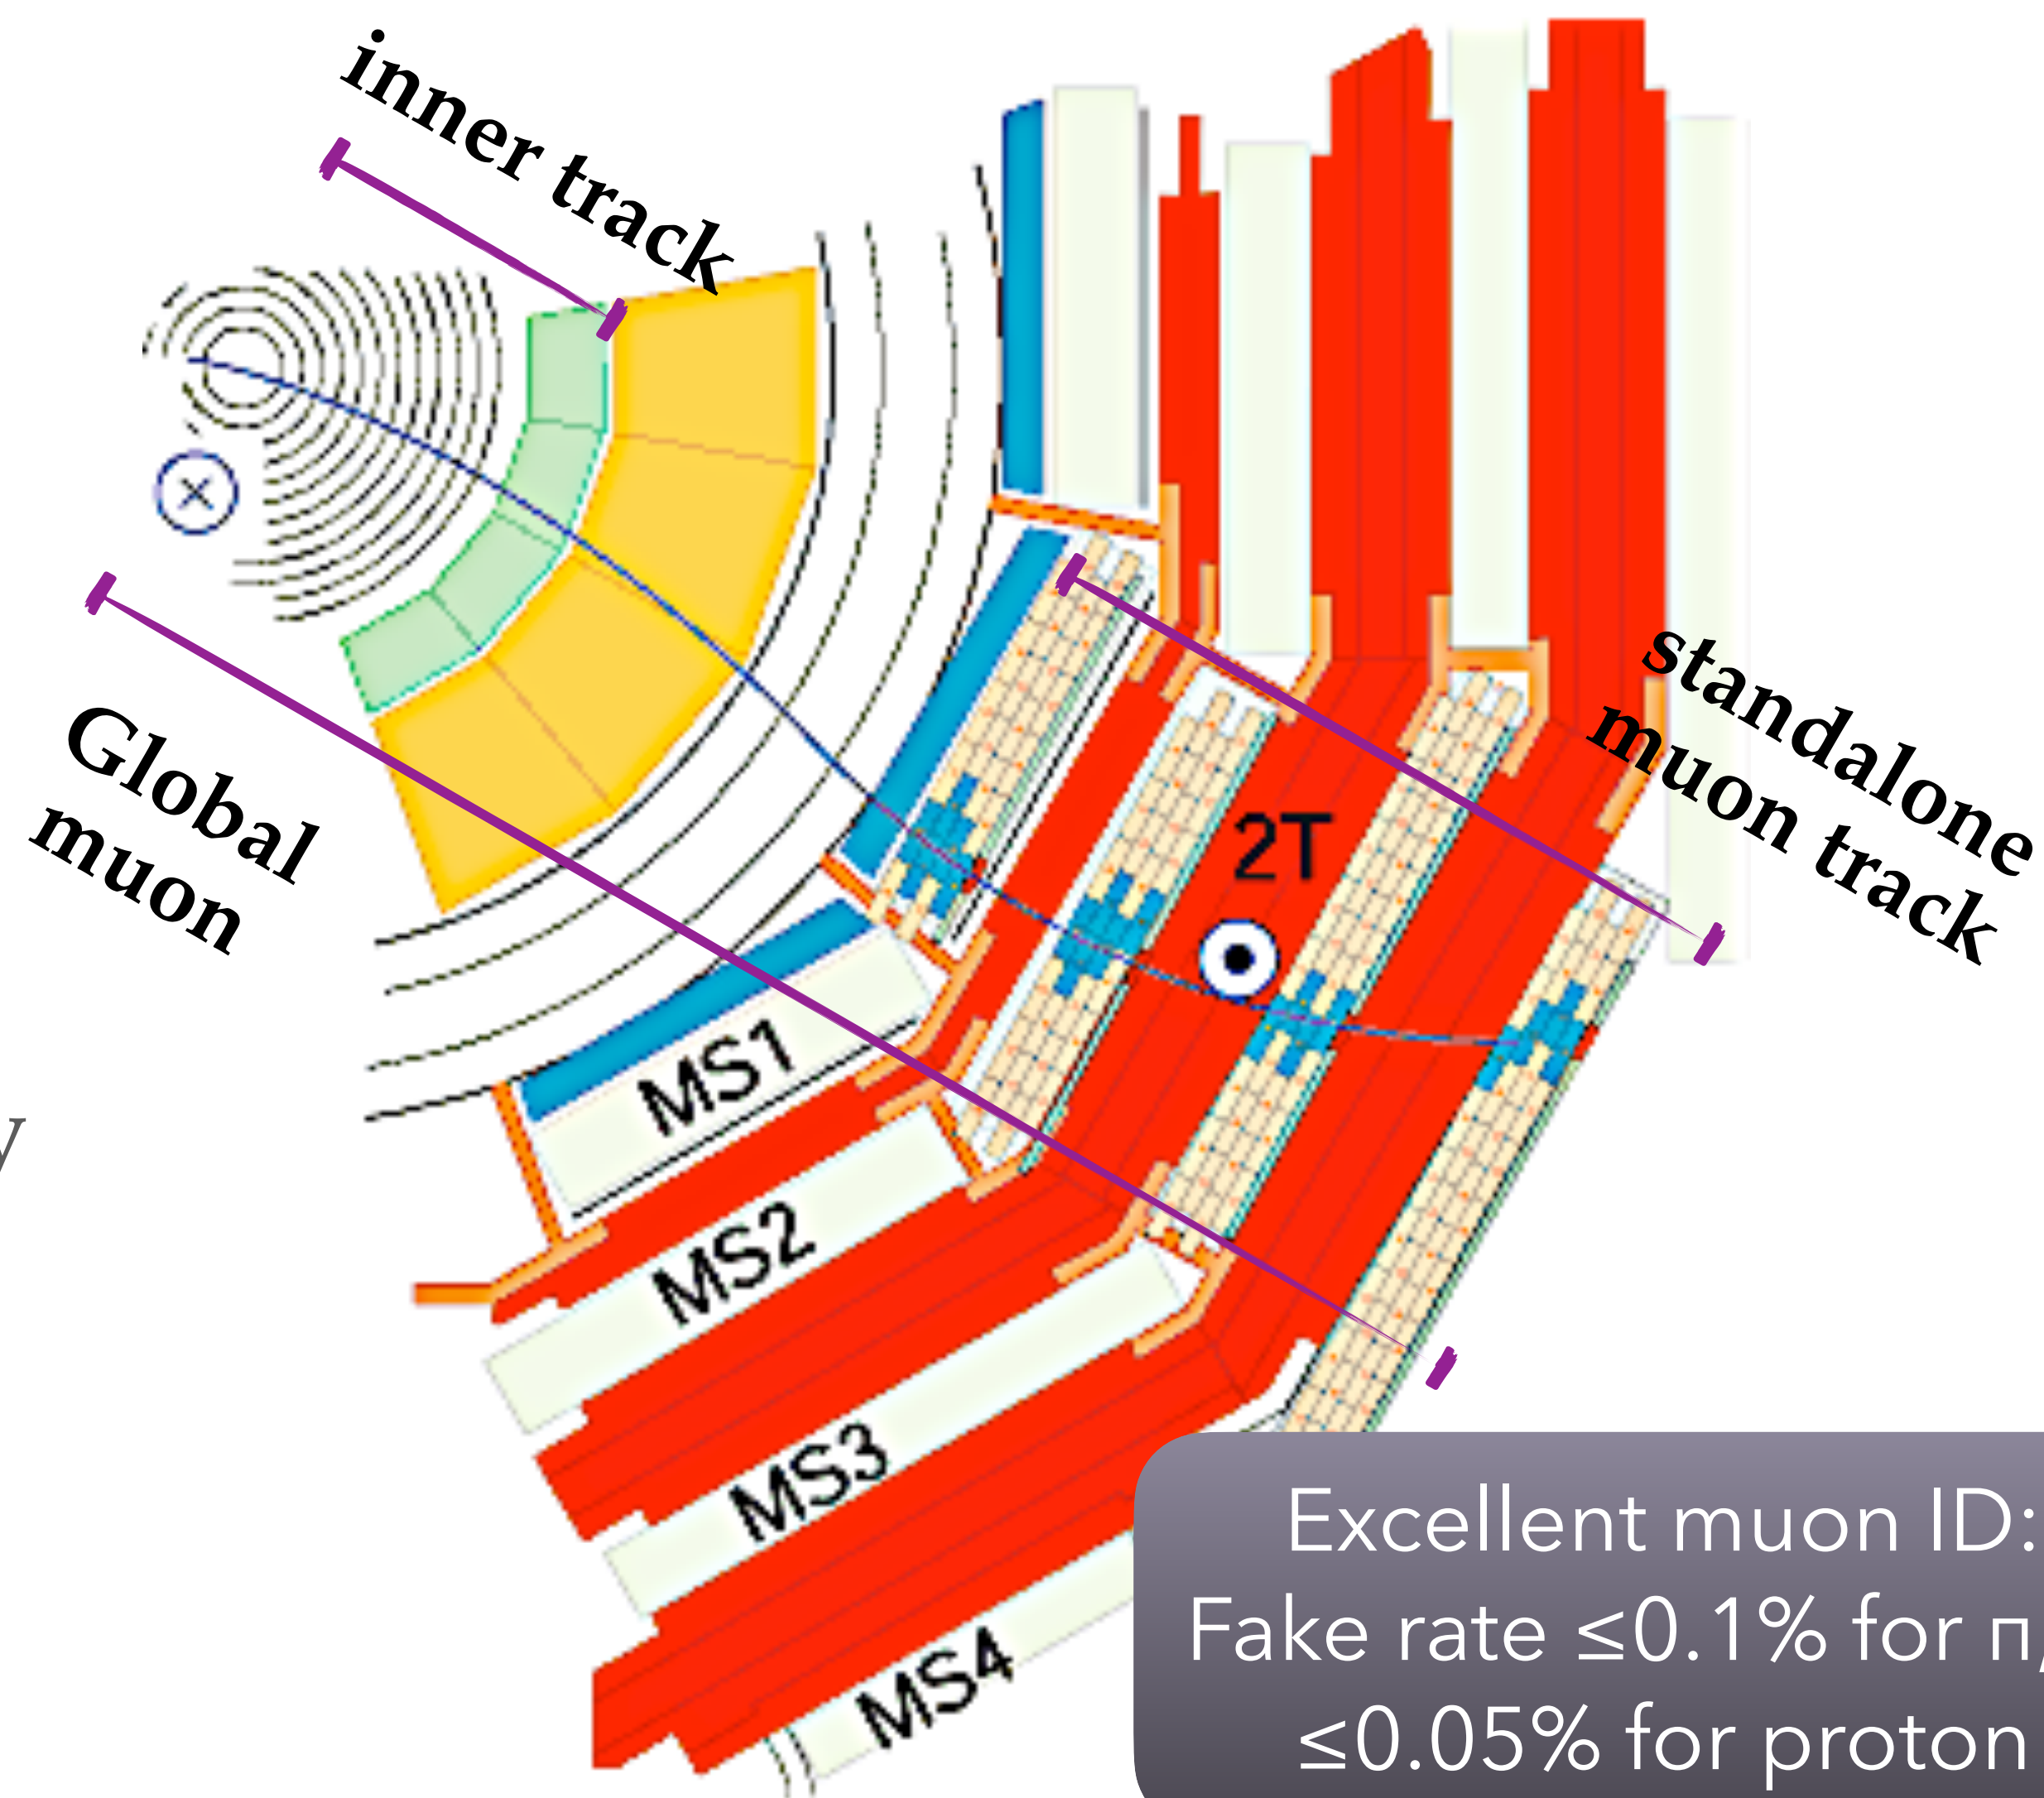 inner track
Global
muon
standalone
muon track
2T
MS1
MS2
MS3
MS4
Excellent muon ID:
Fake rate ≤0.1% for π/
≤0.05% for proton